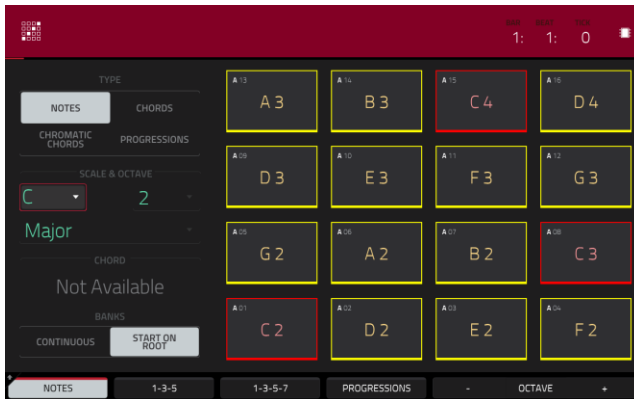 BAR BEAT TICK
1: 1: 0
TYPE
NOTES CHORDS
CHROMATIC CHORDS PROGRESSIONS
SCALE & OCTAVE
C 2
Major
CHORD
Not Available
BANKS
CONTINUOUS START ON ROOT
A 13 A 14 A 15 A 16
A 3 B 3 C 4 D 4
A 09 A 10 A 11 A 12
D 3 E 3 F 3 G 3
A 05 A 06 A 07 A 08
G 2 A 2 B 2 C 3
A 01 A 02 A 03 A 04
C 2 D 2 E 2 F 2
NOTES 1-3-5 1-3-5-7 PROGRESSIONS - OCTAVE +